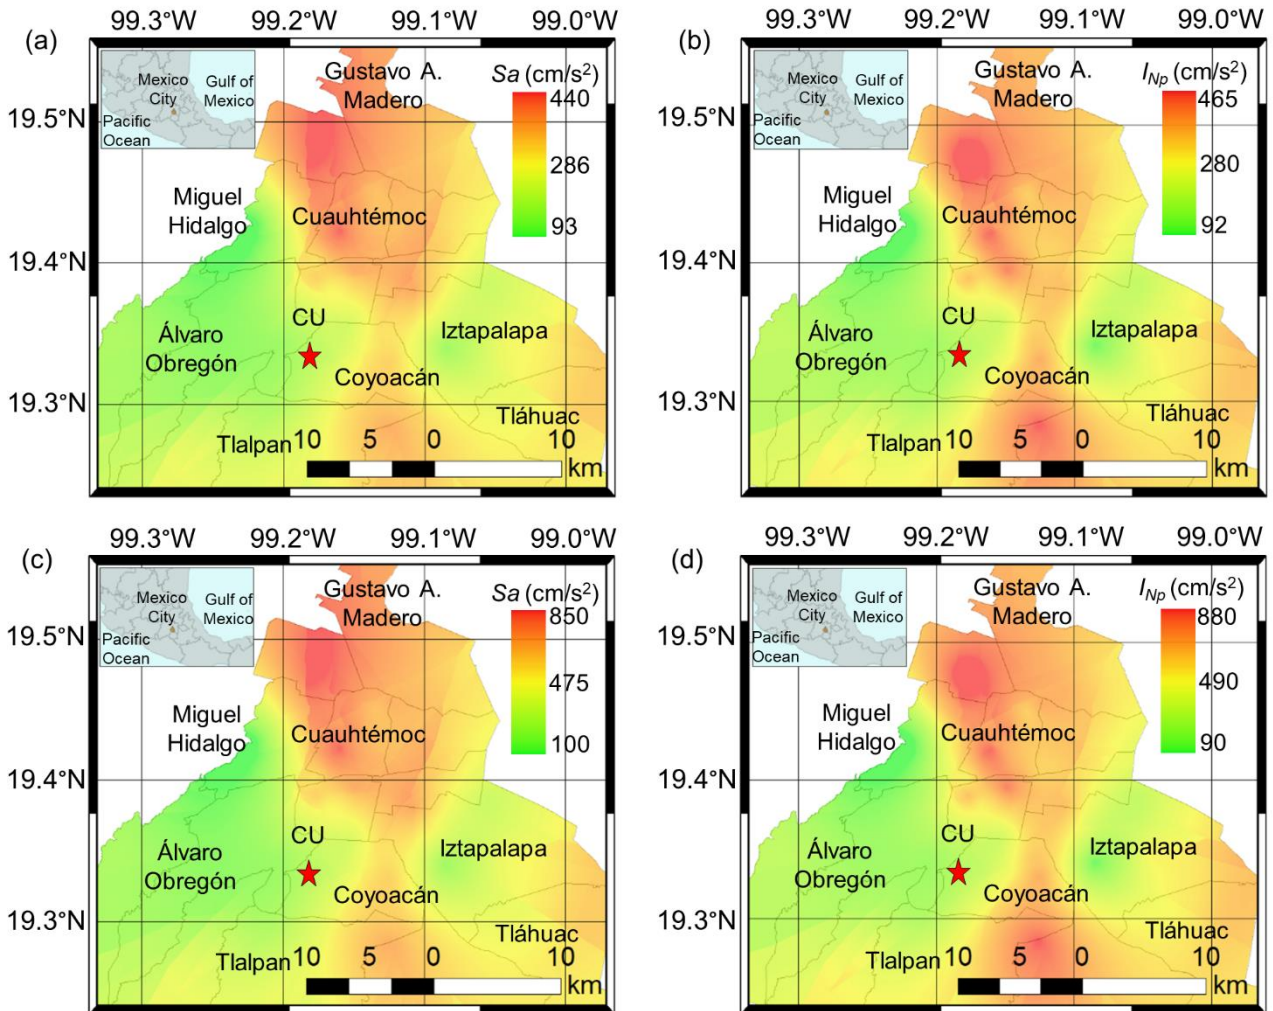 99.3°W 99.2°W 99.1°W 99.0°W
(a)
Mexico
City
Gulf of
Mexico
Pacific
Ocean
Gustavo A.
Madero
Sa (cm/s²)
440
286
93
19.5°N
19.4°N
19.3°N
Miguel
Hidalgo
Cuauhtémoc
CU
Álvaro
Obregón
Iztapalapa
Coyoacán
Tláhuac
Tlalpan
10 5 0 10
km
99.3°W 99.2°W 99.1°W 99.0°W
(b)
Mexico
City
Gulf of
Mexico
Pacific
Ocean
Gustavo A.
Madero
I_Np (cm/s²)
465
280
92
19.5°N
19.4°N
19.3°N
Miguel
Hidalgo
Cuauhtémoc
CU
Álvaro
Obregón
Iztapalapa
Coyoacán
Tláhuac
Tlalpan
10 5 0 10
km
99.3°W 99.2°W 99.1°W 99.0°W
(c)
Mexico
City
Gulf of
Mexico
Pacific
Ocean
Gustavo A.
Madero
Sa (cm/s²)
850
475
100
19.5°N
19.4°N
19.3°N
Miguel
Hidalgo
Cuauhtémoc
CU
Álvaro
Obregón
Iztapalapa
Coyoacán
Tláhuac
Tlalpan
10 5 0 10
km
99.3°W 99.2°W 99.1°W 99.0°W
(d)
Mexico
City
Gulf of
Mexico
Pacific
Ocean
Gustavo A.
Madero
I_Np (cm/s²)
880
490
90
19.5°N
19.4°N
19.3°N
Miguel
Hidalgo
Cuauhtémoc
CU
Álvaro
Obregón
Iztapalapa
Coyoacán
Tláhuac
Tlalpan
10 5 0 10
km